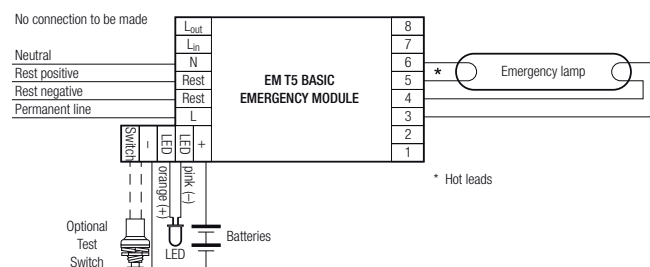 No connection to be made
Neutral
Rest positive
Rest negative
Permanent line
Lout
Lin
N
Rest
Rest
L
EM T5 BASIC
EMERGENCY MODULE
8
7
6
5
4
3
2
1
*
Emergency lamp
* Hot leads
Switch
–
LED
LED
+
orange (+)
pink (–)
Optional
Test
Switch
LED
Batteries